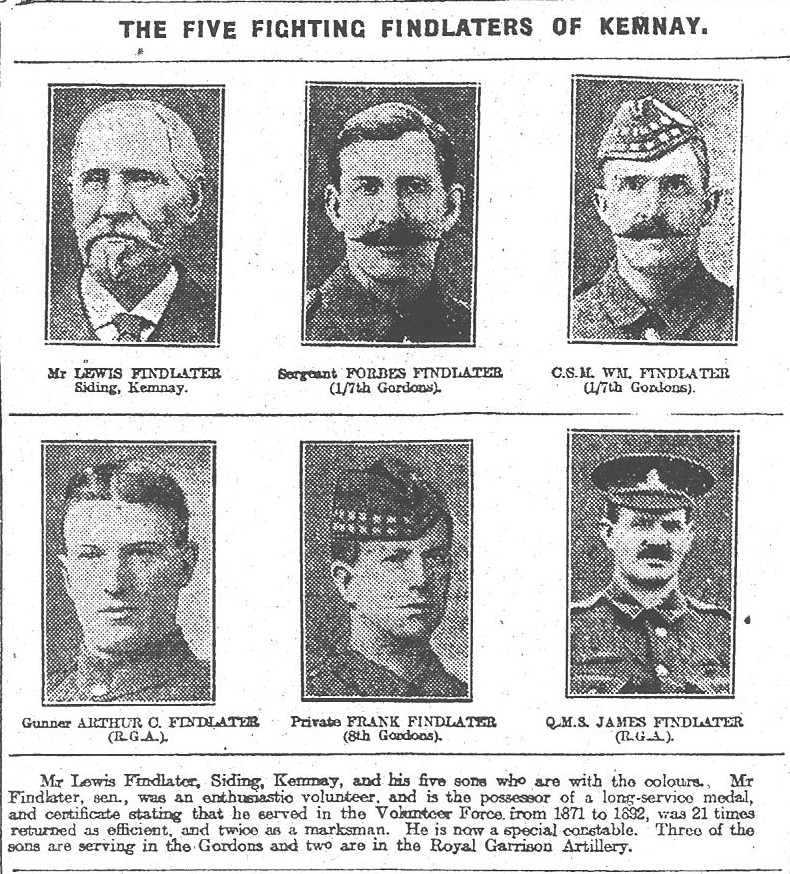 THE FIVE FIGHTING FINDLATERS OF KEMNAY.
Mr LEWIS FINDLATER
Siding, Kemnay.
Sergeant FORBES FINDLATER
(1/7th Gordons).
C.S.M. WM. FINDLATER
(1/7th Gordons).
Gunner ARTHUR C. FINDLATER
(R.G.A.).
Private FRANK FINDLATER
(8th Gordons).
Q.M.S. JAMES FINDLATER
(R.G.A.).
Mr Lewis Findlater, Siding, Kemnay, and his five sons who are with the colours. Mr
Findlater, sen., was an enthusiastic volunteer, and is the possessor of a long-service medal,
and certificate stating that he served in the Volunteer Force from 1871 to 1892, was 21 times
returned as efficient, and twice as a marksman. He is now a special constable. Three of the
sons are serving in the Gordons and two are in the Royal Garrison Artillery.